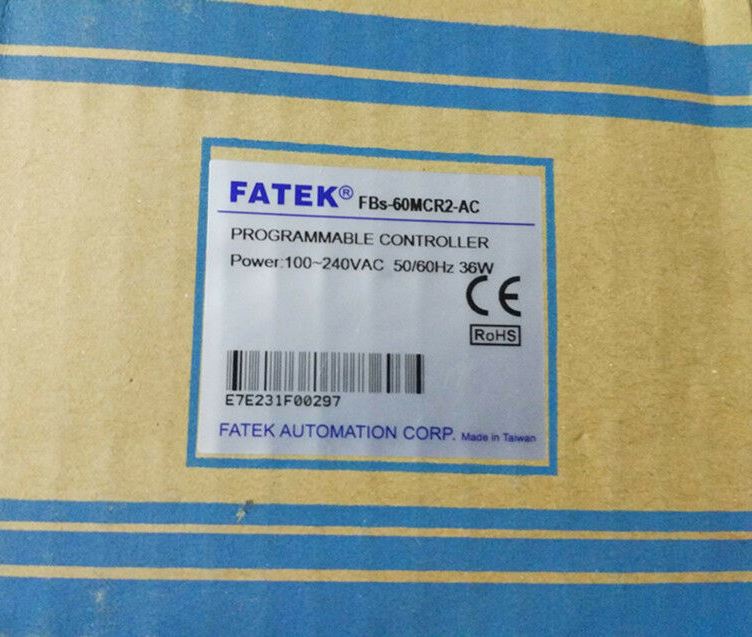 FATEK® FBs-60MCR2-AC
PROGRAMMABLE CONTROLLER
Power:100~240VAC 50/60Hz 36W
CE
RoHS
E7E231F00297
FATEK AUTOMATION CORP. Made in Taiwan